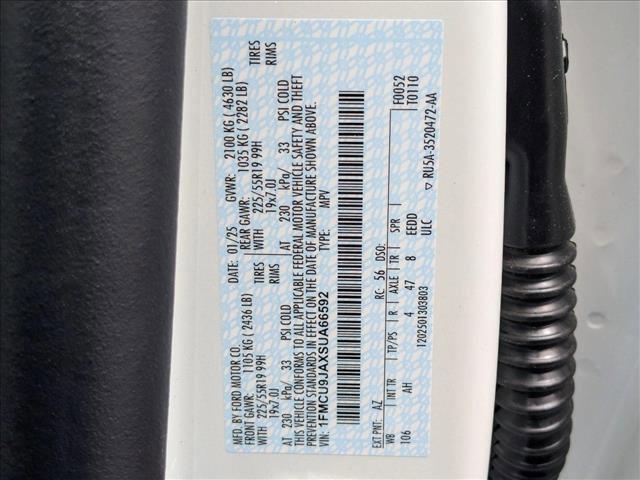 MFD. BY FORD MOTOR CO.
DATE: 01/25 GVWR: 2100 KG ( 4630 LB)
FRONT GAWR: 1105 KG ( 2436 LB) REAR GAWR: 1035 KG ( 2282 LB)
WITH 225/55R19 99H TIRES WITH 225/55R19 99H TIRES
19x7.0J RIMS 19x7.0J RIMS
AT 230 kPa/ 33 PSI COLD AT 230 kPa/ 33 PSI COLD
THIS VEHICLE CONFORMS TO ALL APPLICABLE FEDERAL MOTOR VEHICLE SAFETY AND THEFT
PREVENTION STANDARDS IN EFFECT ON THE DATE OF MANUFACTURE SHOWN ABOVE.
VIN: 1FMCU9JAXSUA66592 TYPE: MPV
F0052
T0110
EXT PNT: AZ RC: 56 DSO:
WB INT TR TP/PS R AXLE TR SPR
106 AH 4 47 8 EEDD
ULC
1202501303803
▽ RU5A-3520472-AA